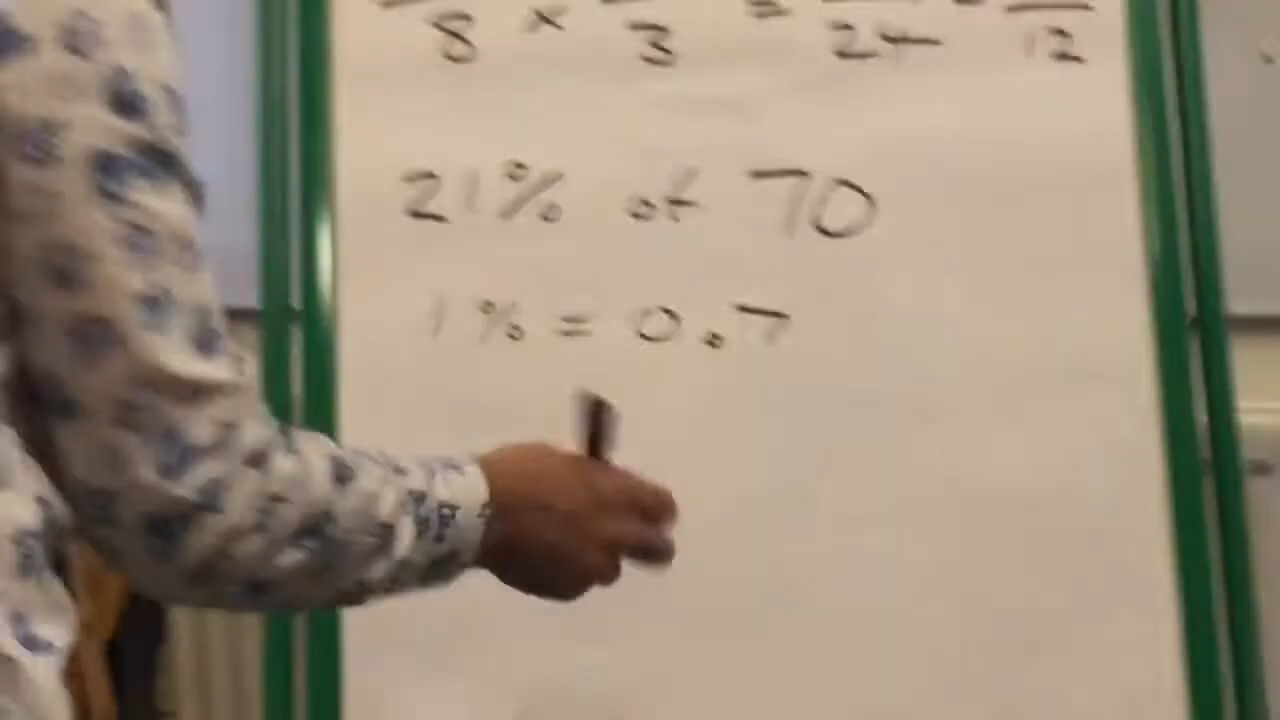 8 × 3 = 24 = 12
21% of 70
1% = 0.7